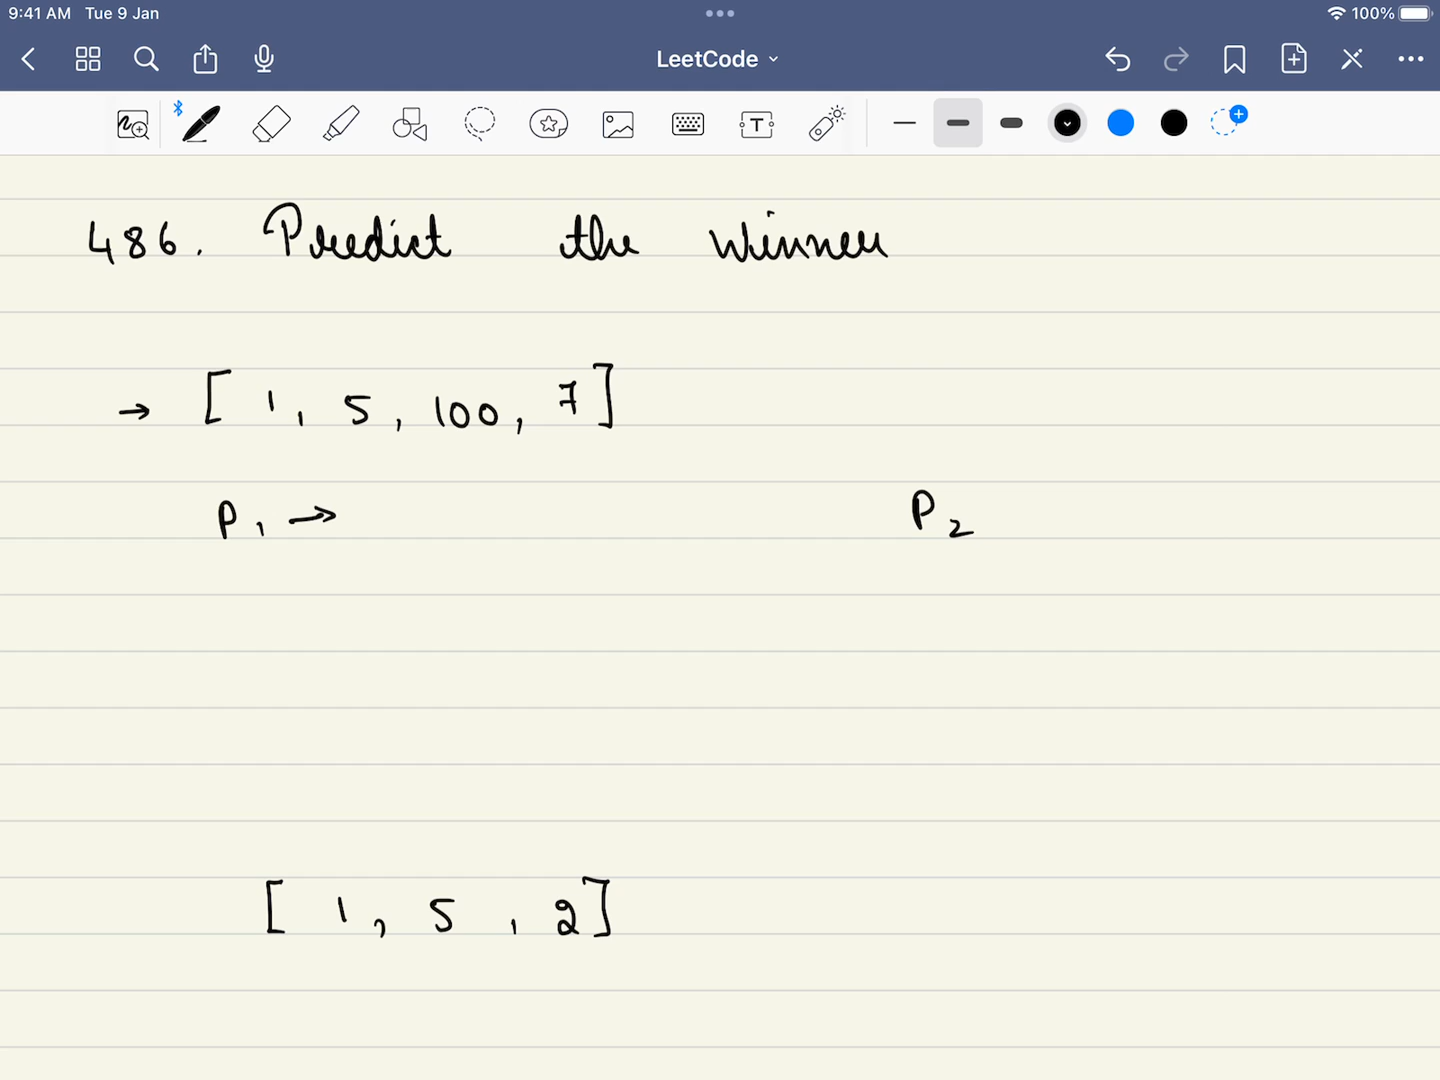 9:41 AM Tue 9 Jan 100%
LeetCode
T
486. Predict the Winner
→ [ 1, 5, 100, 7 ]
P1 → P2
[ 1, 5, 2 ]